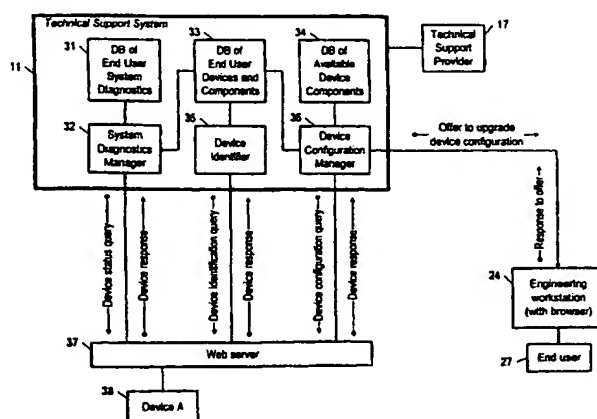 Technical Support System
31
DB of
End User
System
Diagnostics
33
DB of
End User
Devices and
Components
34
DB of
Available
Device
Components
17
Technical
Support
Provider
11
32
System
Diagnostics
Manager
35
Device
Identifier
36
Device
Configuration
Manager
Offer to upgrade
device configuration
Device status query
Device response
Device identification query
Device response
Device configuration query
Device response
Response to offer
24
Engineering
workstation
(with browser)
37
Web server
27
End user
38
Device A